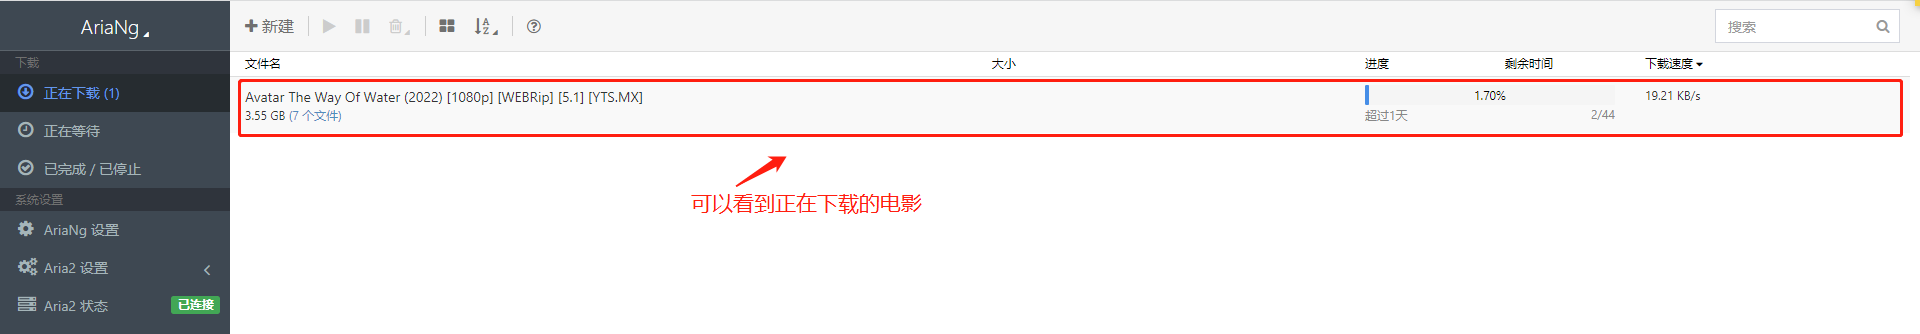 AriaNg
新建
搜索
下载
文件名 大小 进度 剩余时间 下载速度
正在下载 (1)
Avatar The Way Of Water (2022) [1080p] [WEBRip] [5.1] [YTS.MX] 1.70% 19.21 KB/s
3.55 GB (7 个文件) 超过1天 2/44
正在等待
已完成 / 已停止
系统设置
可以看到正在下载的电影
AriaNg 设置
Aria2 设置
Aria2 状态 已连接